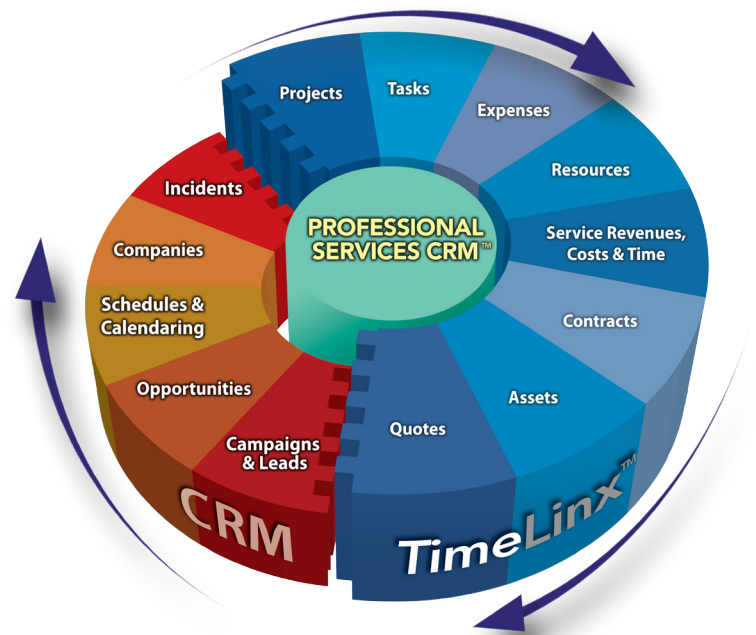 Projects
Tasks
Expenses
Resources
Service Revenues,
Costs & Time
Contracts
Assets
Quotes
Campaigns
& Leads
Opportunities
Schedules &
Calendaring
Companies
Incidents
PROFESSIONAL
SERVICES CRM™
CRM
TimeLinx™